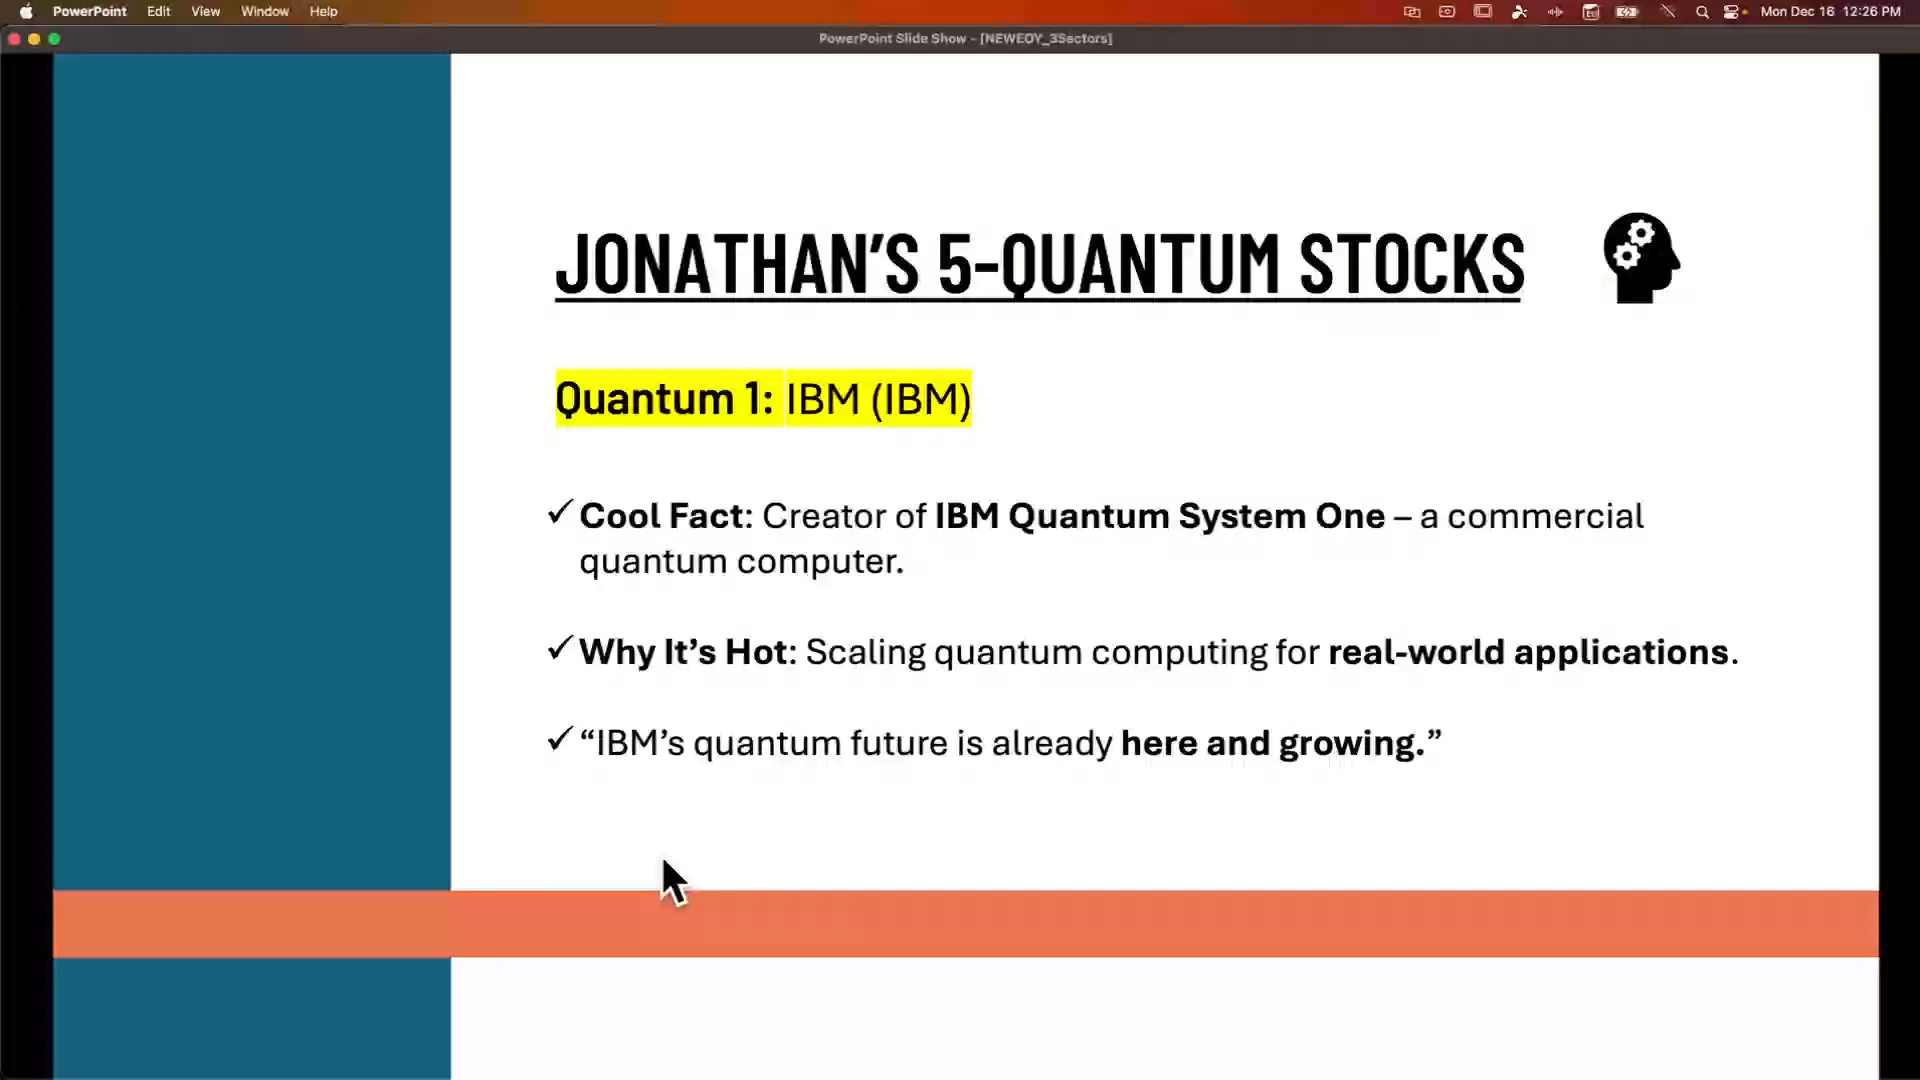 PowerPoint Edit View Window Help Mon Dec 16 12:26 PM
PowerPoint Slide Show - [NEWEOY_3Sectors]
JONATHAN’S 5-QUANTUM STOCKS
Quantum 1: IBM (IBM)
✓ Cool Fact: Creator of IBM Quantum System One – a commercial
quantum computer.
✓ Why It’s Hot: Scaling quantum computing for real-world applications.
✓ “IBM’s quantum future is already here and growing.”